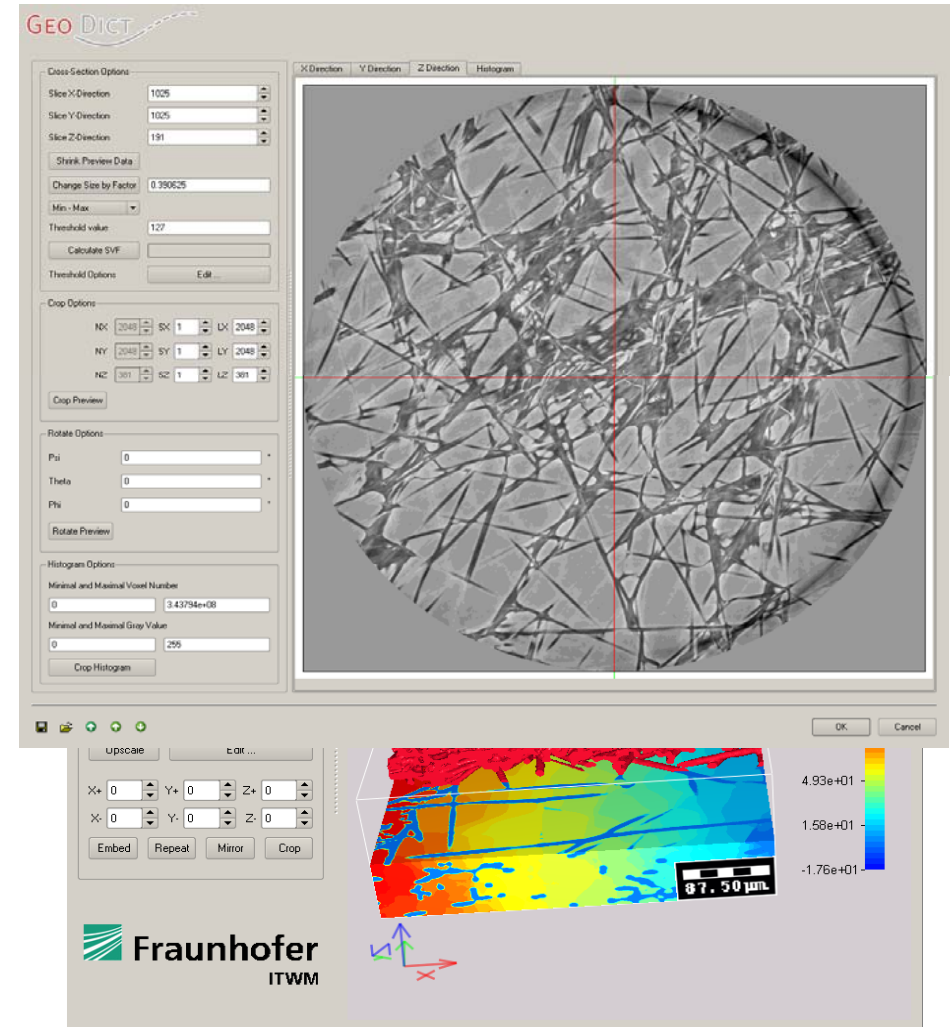 GEO DICT
Cross-Section Options
Slice X-Direction 1025
Slice Y-Direction 1025
Slice Z-Direction 191
Shrink Preview Data
Change Size by Factor 0.390625
Min - Max
Threshold value 127
Calculate SVF
Threshold Options Edit ...
Crop Options
NX 2048 SX 1 LX 2048
NY 2048 SY 1 LY 2048
NZ 381 SZ 1 LZ 381
Crop Preview
Rotate Options
Psi 0 °
Theta 0 °
Phi 0 °
Rotate Preview
Histogram Options
Minimal and Maximal Voxel Number
0 3.43794e+08
Minimal and Maximal Gray Value
0 255
Crop Histogram
X Direction Y Direction Z Direction Histogram
OK Cancel
Upscale Edit ...
X+ 0 Y+ 0 Z+ 0
X- 0 Y- 0 Z- 0
Embed Repeat Mirror Crop
Fraunhofer
ITWM
4.93e+01
1.58e+01
-1.76e+01
87.50µm
Z
X